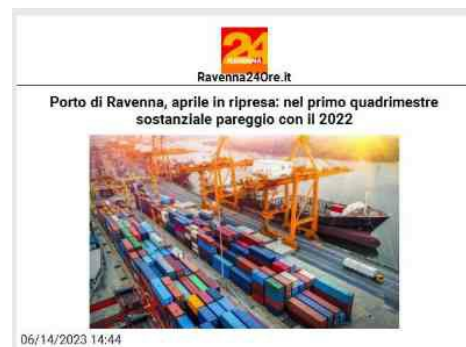 24
RAVENNA
Ravenna24Ore.it
Porto di Ravenna, aprile in ripresa: nel primo quadrimestre
sostanziale pareggio con il 2022
06/14/2023 14:44